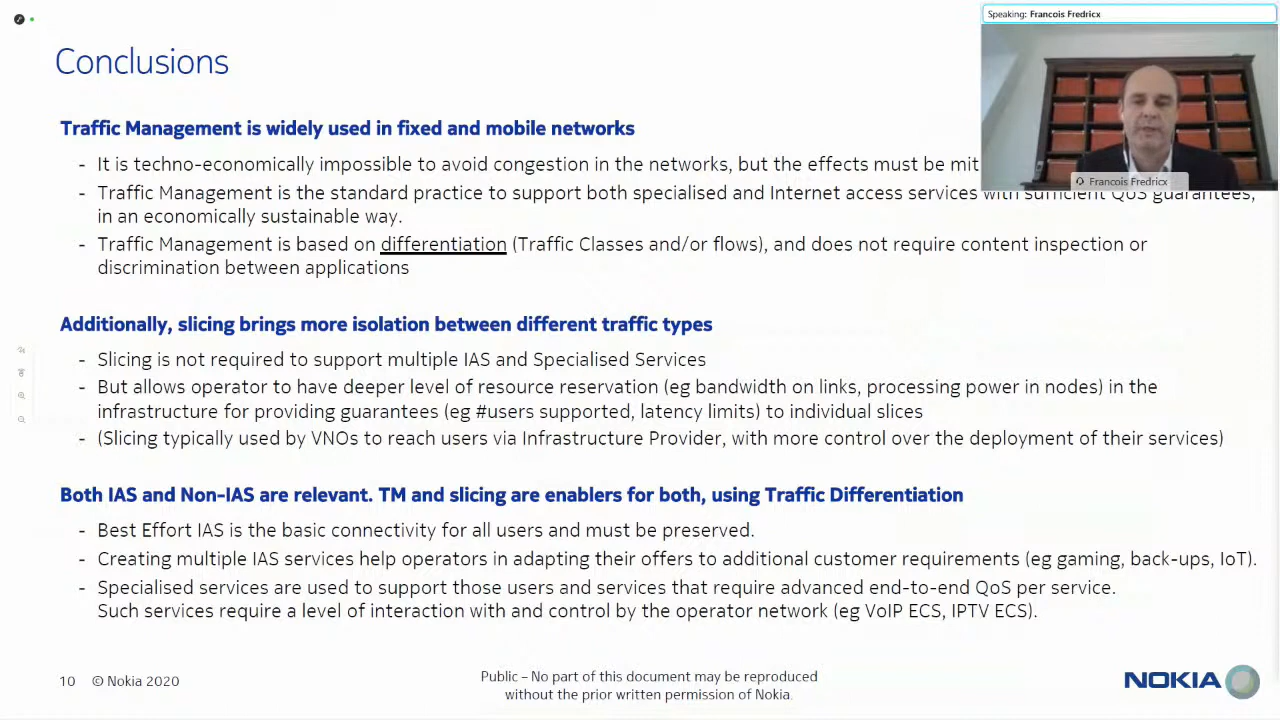 Speaking: Francois Fredricx
Conclusions
Traffic Management is widely used in fixed and mobile networks
- It is techno-economically impossible to avoid congestion in the networks, but the effects must be mit
Francois Fredricx
- Traffic Management is the standard practice to support both specialised and Internet access services with sufficient QoS guarantees,
in an economically sustainable way.
- Traffic Management is based on differentiation (Traffic Classes and/or flows), and does not require content inspection or
discrimination between applications
Additionally, slicing brings more isolation between different traffic types
- Slicing is not required to support multiple IAS and Specialised Services
- But allows operator to have deeper level of resource reservation (eg bandwidth on links, processing power in nodes) in the
infrastructure for providing guarantees (eg #users supported, latency limits) to individual slices
- (Slicing typically used by VNOs to reach users via Infrastructure Provider, with more control over the deployment of their services)
Both IAS and Non-IAS are relevant. TM and slicing are enablers for both, using Traffic Differentiation
- Best Effort IAS is the basic connectivity for all users and must be preserved.
- Creating multiple IAS services help operators in adapting their offers to additional customer requirements (eg gaming, back-ups, IoT).
- Specialised services are used to support those users and services that require advanced end-to-end QoS per service.
Such services require a level of interaction with and control by the operator network (eg VoIP ECS, IPTV ECS).
10 © Nokia 2020
Public – No part of this document may be reproduced
without the prior written permission of Nokia.
NOKIA